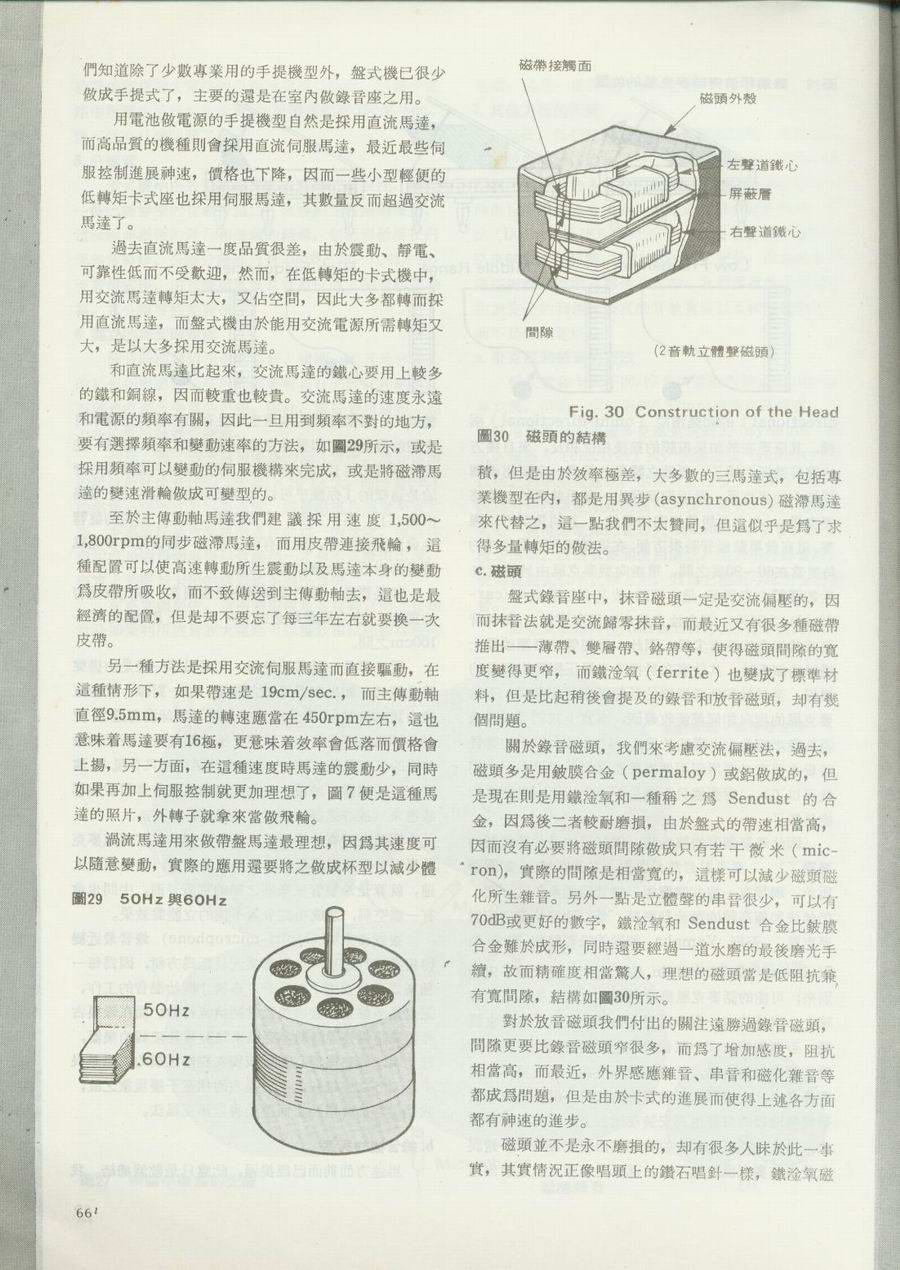 們知道除了少數專業用的手提機型外，盤式機已很少
做成手提式了，主要的還是在室內做錄音座之用。
用電池做電源的手提機型自然是採用直流馬達，
而高品質的機種則會採用直流伺服馬達，最近最些伺
服控制進展神速，價格也下降，因而一些小型輕便的
低轉矩卡式座也採用伺服馬達，其數量反而超過交流
馬達了。
過去直流馬達一度品質很差，由於震動、靜電、
可靠性低而不受歡迎，然而，在低轉矩的卡式機中，
用交流馬達轉矩太大，又佔空間，因此大多都轉而採
用直流馬達，而盤式機由於能用交流電源所需轉矩又
大，是以大多採用交流馬達。
和直流馬達比起來，交流馬達的鐵心要用上較多
的鐵和銅線，因而較重也較貴。交流馬達的速度永遠
和電源的頻率有關，因此一旦用到頻率不對的地方，
要有選擇頻率和變動速率的方法，如圖29所示，或是
採用頻率可以變動的伺服機構來完成，或是將磁滯馬
達的變速滑輪做成可變型的。
至於主傳動軸馬達我們建議採用速度 1,500～
1,800rpm的同步磁滯馬達，而用皮帶連接飛輪，這
種配置可以使高速轉動所生震動以及馬達本身的變動
爲皮帶所吸收，而不致傳送到主傳動軸去，這也是最
經濟的配置，但是却不要忘了每三年左右就要換一次
皮帶。
另一種方法是採用交流伺服馬達而直接驅動，在
這種情形下，如果帶速是 19cm/sec.，而主傳動軸
直徑9.5mm，馬達的轉速應當在 450rpm左右，這也
意味着馬達要有16極，更意味着效率會低落而價格會
上揚，另一方面，在這種速度時馬達的震動少，同時
如果再加上伺服控制就更加理想了，圖 7 便是這種馬
達的照片，外轉子就拿來當做飛輪。
渦流馬達用來做帶盤馬達最理想，因爲其速度可
以隨意變動，實際的應用還要將之做成杯型以減少體
圖29 50Hz 與60Hz
50Hz
60Hz
66
磁帶接觸面
磁頭外殼
左聲道鐵心
屏蔽層
右聲道鐵心
間隙
(2音軌立體聲磁頭)
Fig. 30 Construction of the Head
圖30 磁頭的結構
積，但是由於效率極差，大多數的三馬達式，包括專
業機型在內，都是用異步(asynchronous)磁滯馬達
來代替之，這一點我們不太贊同，但這似乎是爲了求
得多量轉矩的做法。
c. 磁頭
盤式錄音座中，抹音磁頭一定是交流偏壓的，因
而抹音法就是交流歸零抹音，而最近又有很多種磁帶
推出——薄帶、雙層帶、鉻帶等，使得磁頭間隙的寬
度變得更窄，而鐵淦氧（ferrite）也變成了標準材
料，但是比起稍後會提及的錄音和放音磁頭，却有幾
個問題。
關於錄音磁頭，我們來考慮交流偏壓法，過去，
磁頭多是用鈹膜合金（permaloy）或鋁做成的，但
是現在則是用鐵淦氧和一種稱之爲 Sendust 的合
金，因爲後二者較耐磨損，由於盤式的帶速相當高，
因而沒有必要將磁頭間隙做成只有若干微米（mic-
ron)，實際的間隙是相當寬的，這樣可以減少磁頭磁
化所生雜音。另外一點是立體聲的串音很少，可以有
70dB或更好的數字，鐵淦氧和 Sendust 合金比鈹膜
合金難於成形，同時還要經過一道水磨的最後磨光手
續，故而精確度相當驚人，理想的磁頭當是低阻抗兼
有寬間隙，結構如圖30所示。
對於放音磁頭我們付出的關注遠勝過錄音磁頭，
間隙更要比錄音磁頭窄很多，而爲了增加感度，阻抗
相當高，而最近，外界感應雜音、串音和磁化雜音等
都成爲問題，但是由於卡式的進展而使得上述各方面
都有神速的進步。
磁頭並不是永不磨損的，却有很多人昧於此一事
實，其實情況正像唱頭上的鑽石唱針一樣，鐵淦氧磁